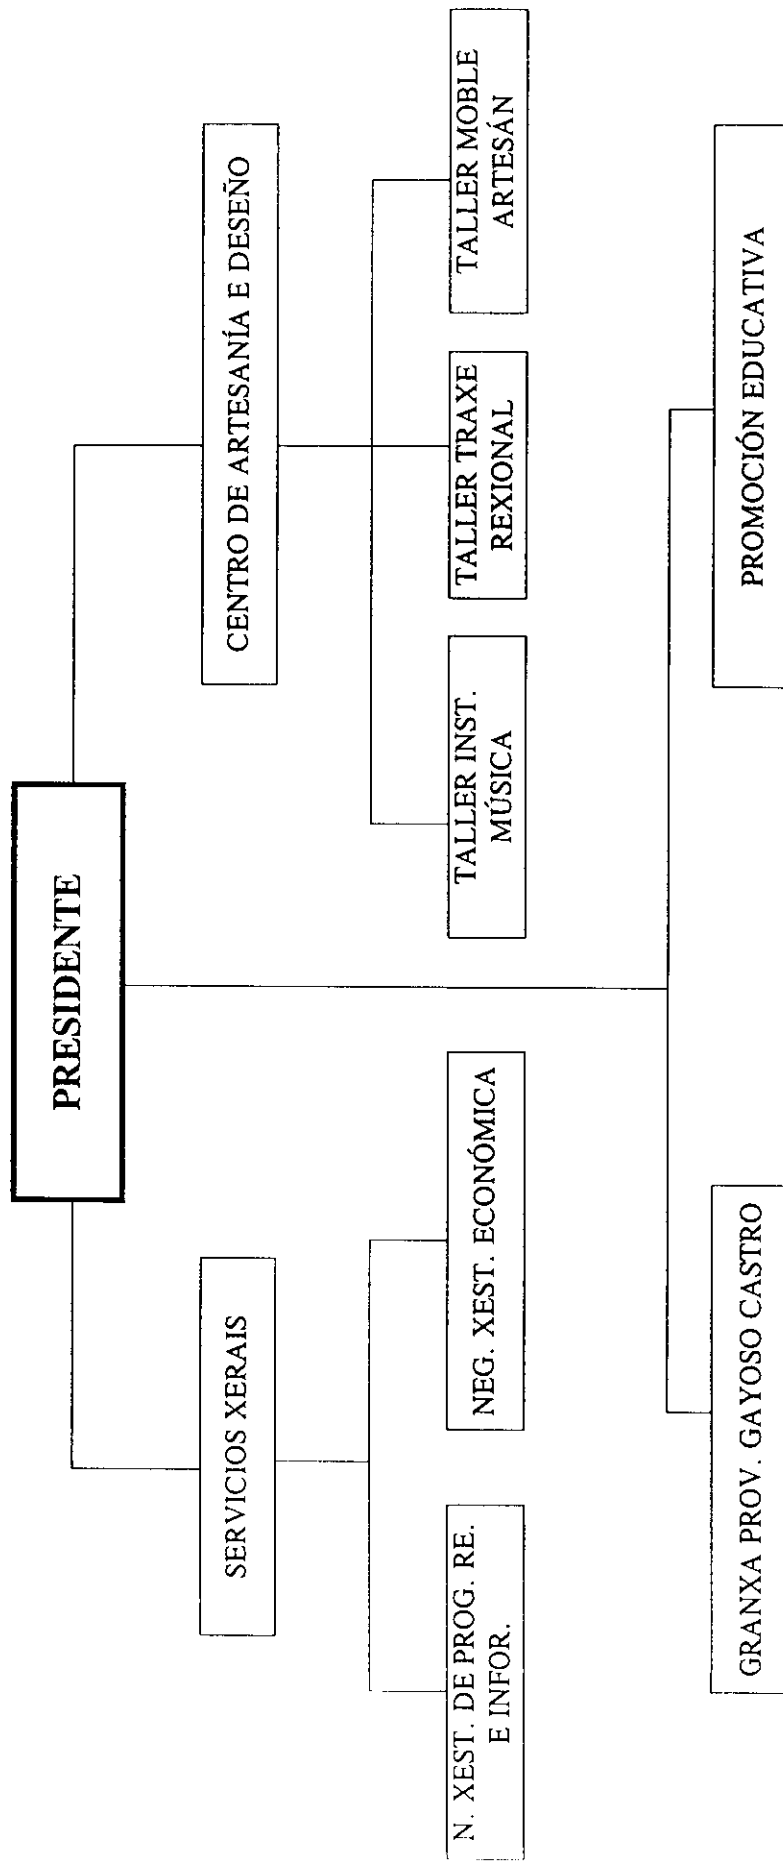 PRESIDENTE
SERVICIOS XERAIS
CENTRO DE ARTESANÍA E DESEÑO
N. XEST. DE PROG. RE.
E INFOR.
NEG. XEST. ECONÓMICA
TALLER INST.
MÚSICA
TALLER TRAXE
REXIONAL
TALLER MOBLE
ARTESÁN
GRANXA PROV. GAYOSO CASTRO
PROMOCIÓN EDUCATIVA